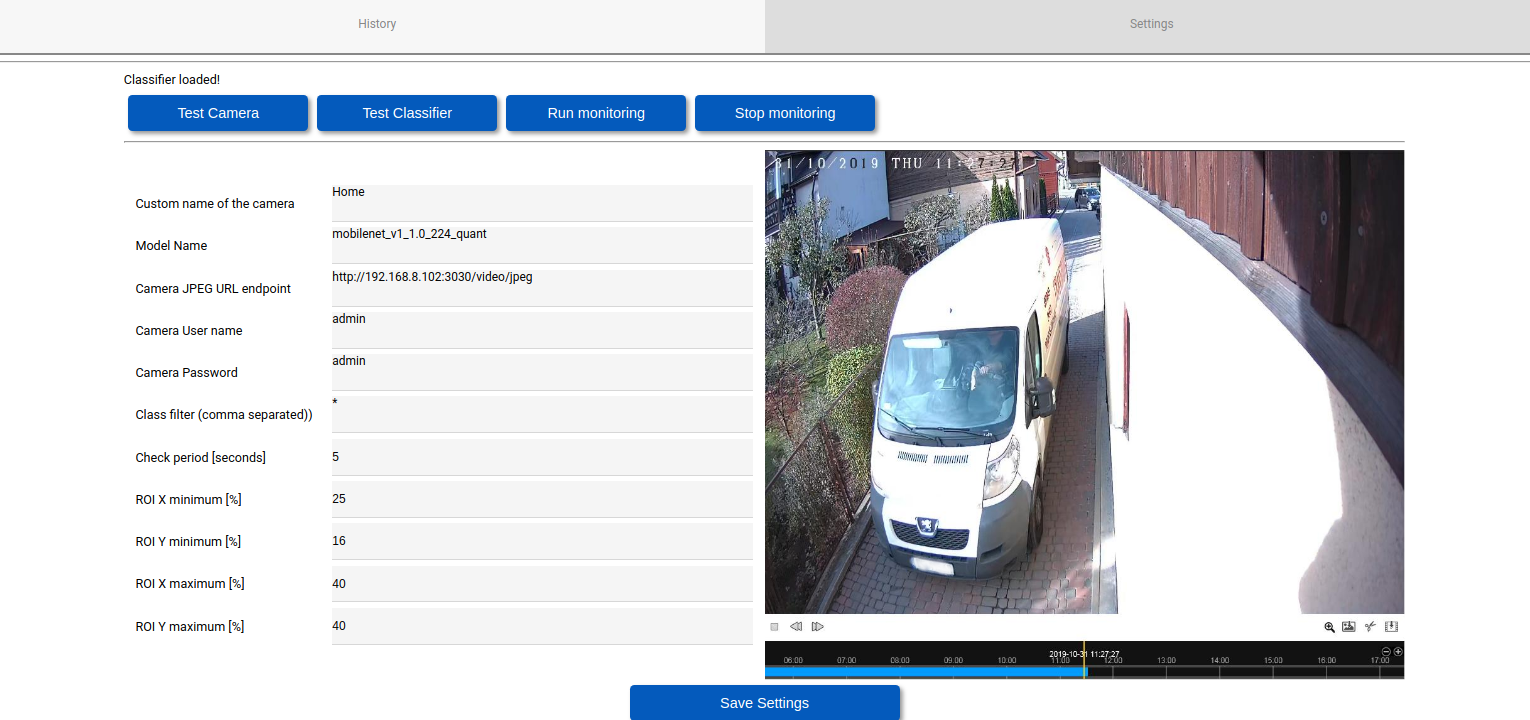 History
Settings
Classifier loaded!
Test Camera
Test Classifier
Run monitoring
Stop monitoring
Custom name of the camera
Home
Model Name
mobilenet_v1_1.0_224_quant
Camera JPEG URL endpoint
http://192.168.8.102:3030/video/jpeg
Camera User name
admin
Camera Password
admin
Class filter (comma separated))
*
Check period [seconds]
5
ROI X minimum [%]
25
ROI Y minimum [%]
16
ROI X maximum [%]
40
ROI Y maximum [%]
40
31/10/2019 THU 11:27:27
2019-10-31 11:27:27
06:00 07:00 08:00 09:00 10:00 11:00 12:00 13:00 14:00 15:00 16:00 17:00
Save Settings